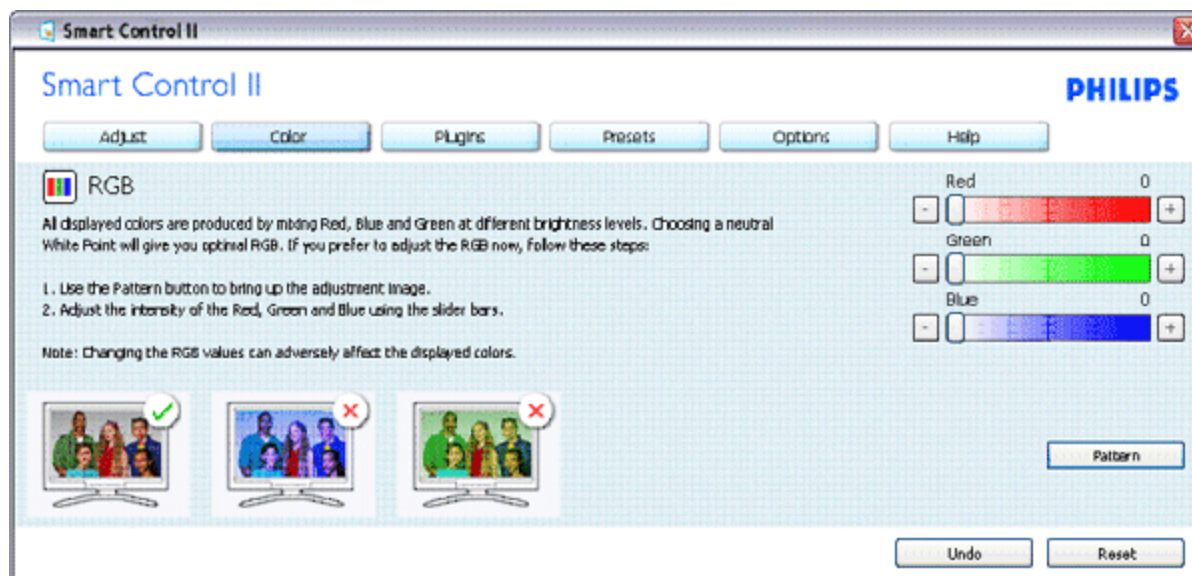 Smart Control II
Smart Control II
PHILIPS
Adjust Color Plugins Presets Options Help
RGB
All displayed colors are produced by mixing Red, Blue and Green at different brightness levels. Choosing a neutral
White Point will give you optimal RGB. If you prefer to adjust the RGB now, follow these steps:
1. Use the Pattern button to bring up the adjustment image.
2. Adjust the intensity of the Red, Green and Blue using the slider bars.
Note: Changing the RGB values can adversely affect the displayed colors.
Red 0
- +
Green 0
- +
Blue 0
- +
Pattern
Undo Reset